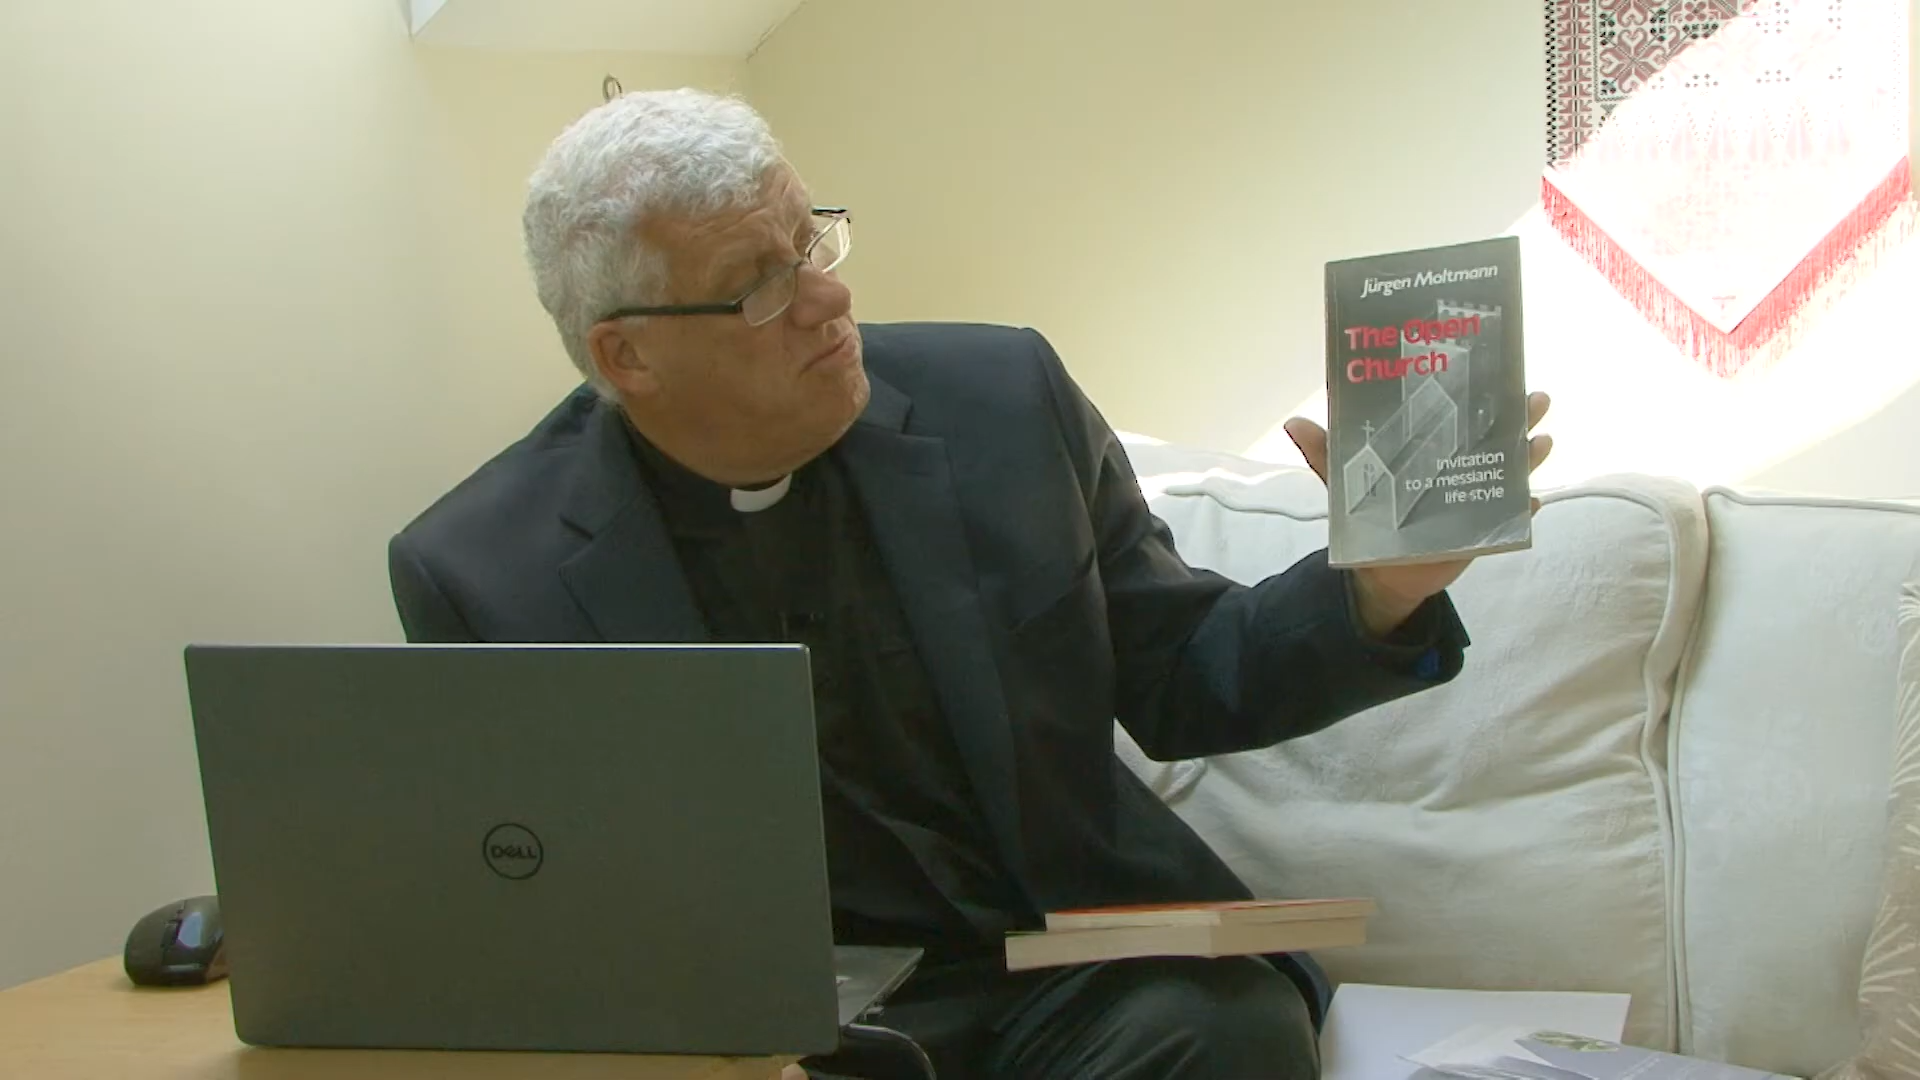 Jürgen Moltmann
The Open
Church
Invitation
to a messianic
life style
DELL